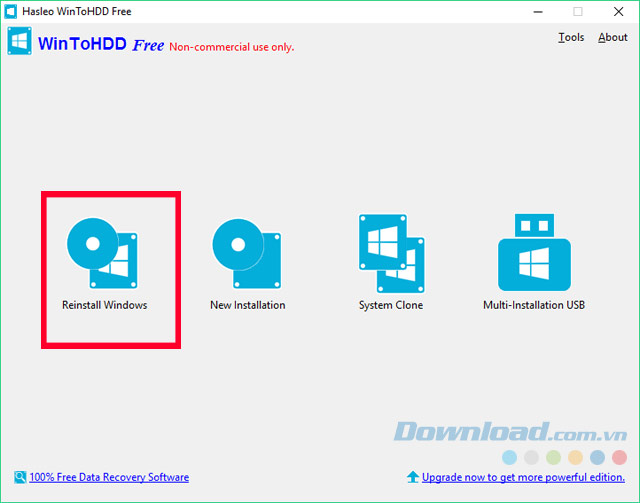 Hasleo WinToHDD Free
WinToHDD Free Non-commercial use only.
Tools About
Reinstall Windows
New Installation
System Clone
Multi-Installation USB
Download.com.vn
100% Free Data Recovery Software
Upgrade now to get more powerful edition.